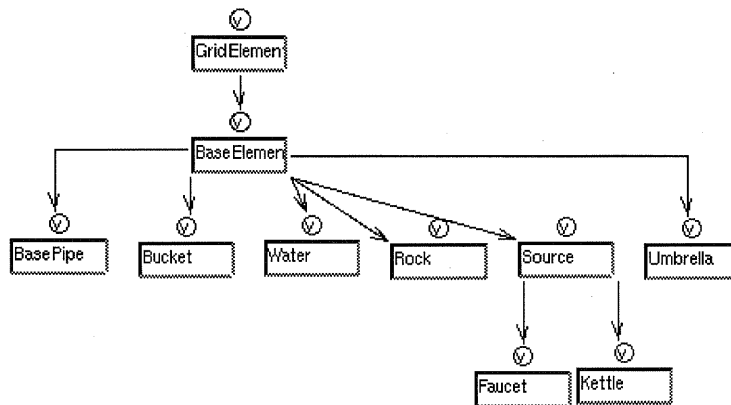 v
GridElemen
v
BaseElemen
v
v
v
v
v
v
BasePipe
Bucket
Water
Rock
Source
Umbrella
v
v
Faucet
Kettle